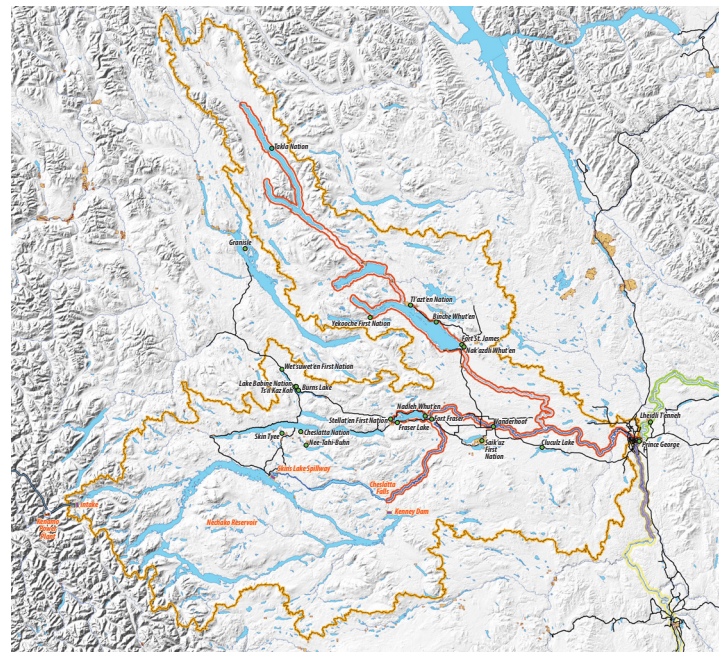 Takla Nation
Granisle
Tl'azt'en Nation
Binche Whut'en
Yekooche First Nation
Fort St. James
Nak'azdli Whut'en
Wet'suwet'en First Nation
Lake Babine Nation
Burns Lake
Ts'il Kaz Koh
Nadleh Whut'en
Stellat'en First Nation
Fort Fraser
Fraser Lake
Vanderhoof
Lheidli Tenneh
Prince George
Skin Tyee
Cheslatta Nation
Nee-Tahi-Buhn
Saik'uz
First
Nation
Cluculz Lake
Skins Lake Spillway
Cheslatta
Falls
Intake
Kenney Dam
Nechako Reservoir
Plant